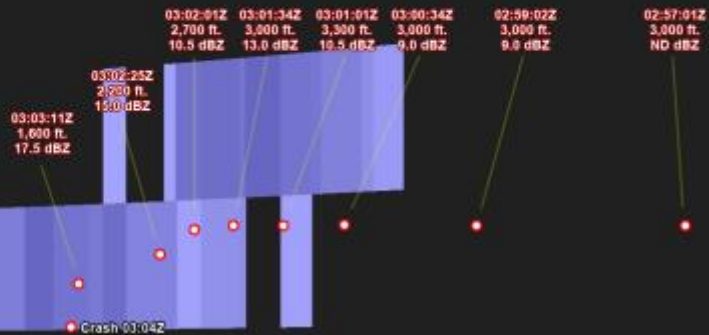 03:02:01Z
2,700 ft.
10.5 dBZ
03:01:34Z
3,000 ft.
13.0 dBZ
03:01:01Z
3,300 ft.
10.5 dBZ
03:00:34Z
3,000 ft.
9.0 dBZ
02:59:02Z
3,000 ft.
9.0 dBZ
02:57:01Z
3,000 ft.
ND dBZ
03:02:25Z
2,200 ft.
15.0 dBZ
03:03:11Z
1,600 ft.
17.5 dBZ
Crash 03:04Z